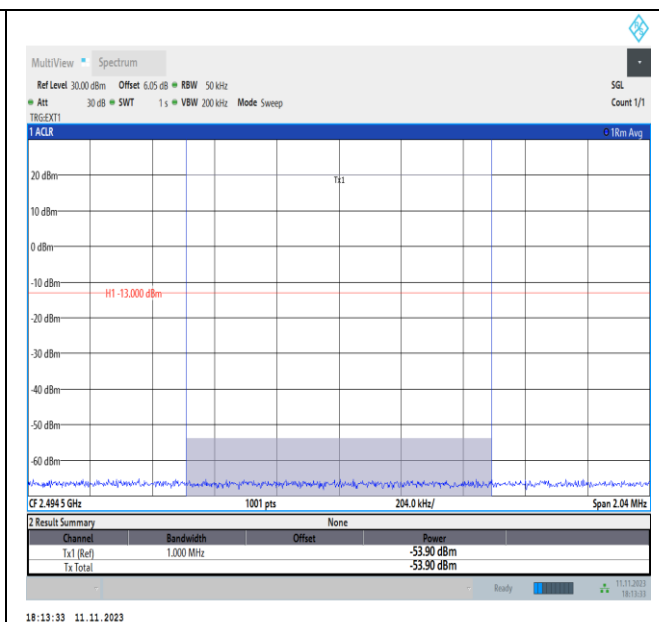 MultiView Spectrum
Ref Level 30.00 dBm Offset 6.05 dB RBW 50 kHz SGL
Att 30 dB SWT 1 s VBW 200 kHz Mode Sweep Count 1/1
TRG:EXT1
1 ACLR 1Rm Avg
Tx1
20 dBm
10 dBm
0 dBm
-10 dBm
H1 -13.000 dBm
-20 dBm
-30 dBm
-40 dBm
-50 dBm
-60 dBm
CF 2.494 5 GHz 1001 pts 204.0 kHz/ Span 2.04 MHz
2 Result Summary None
Channel Bandwidth Offset Power
Tx1 (Ref) 1.000 MHz -53.90 dBm
Tx Total -53.90 dBm
Ready 11.11.2023
18:13:33
18:13:33 11.11.2023